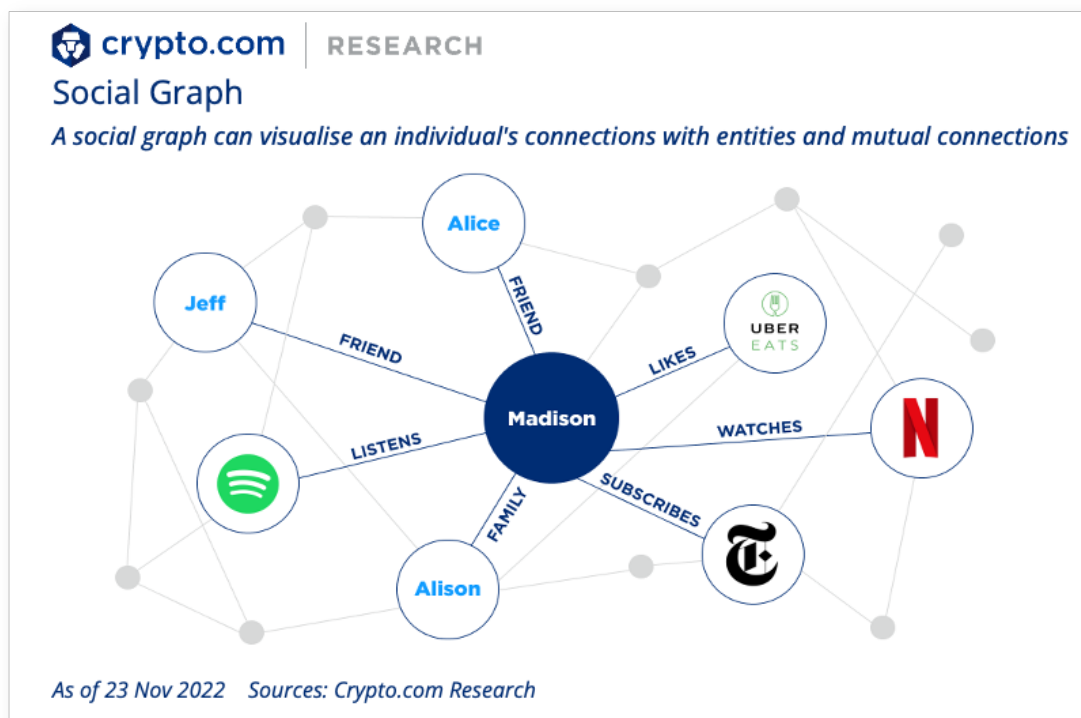 crypto.com | RESEARCH
Social Graph
A social graph can visualise an individual's connections with entities and mutual connections
Alice
Jeff
FRIEND
FRIEND
UBER
EATS
LIKES
Madison
WATCHES
N
LISTENS
SUBSCRIBES
FAMILY
T
Alison
As of 23 Nov 2022 Sources: Crypto.com Research